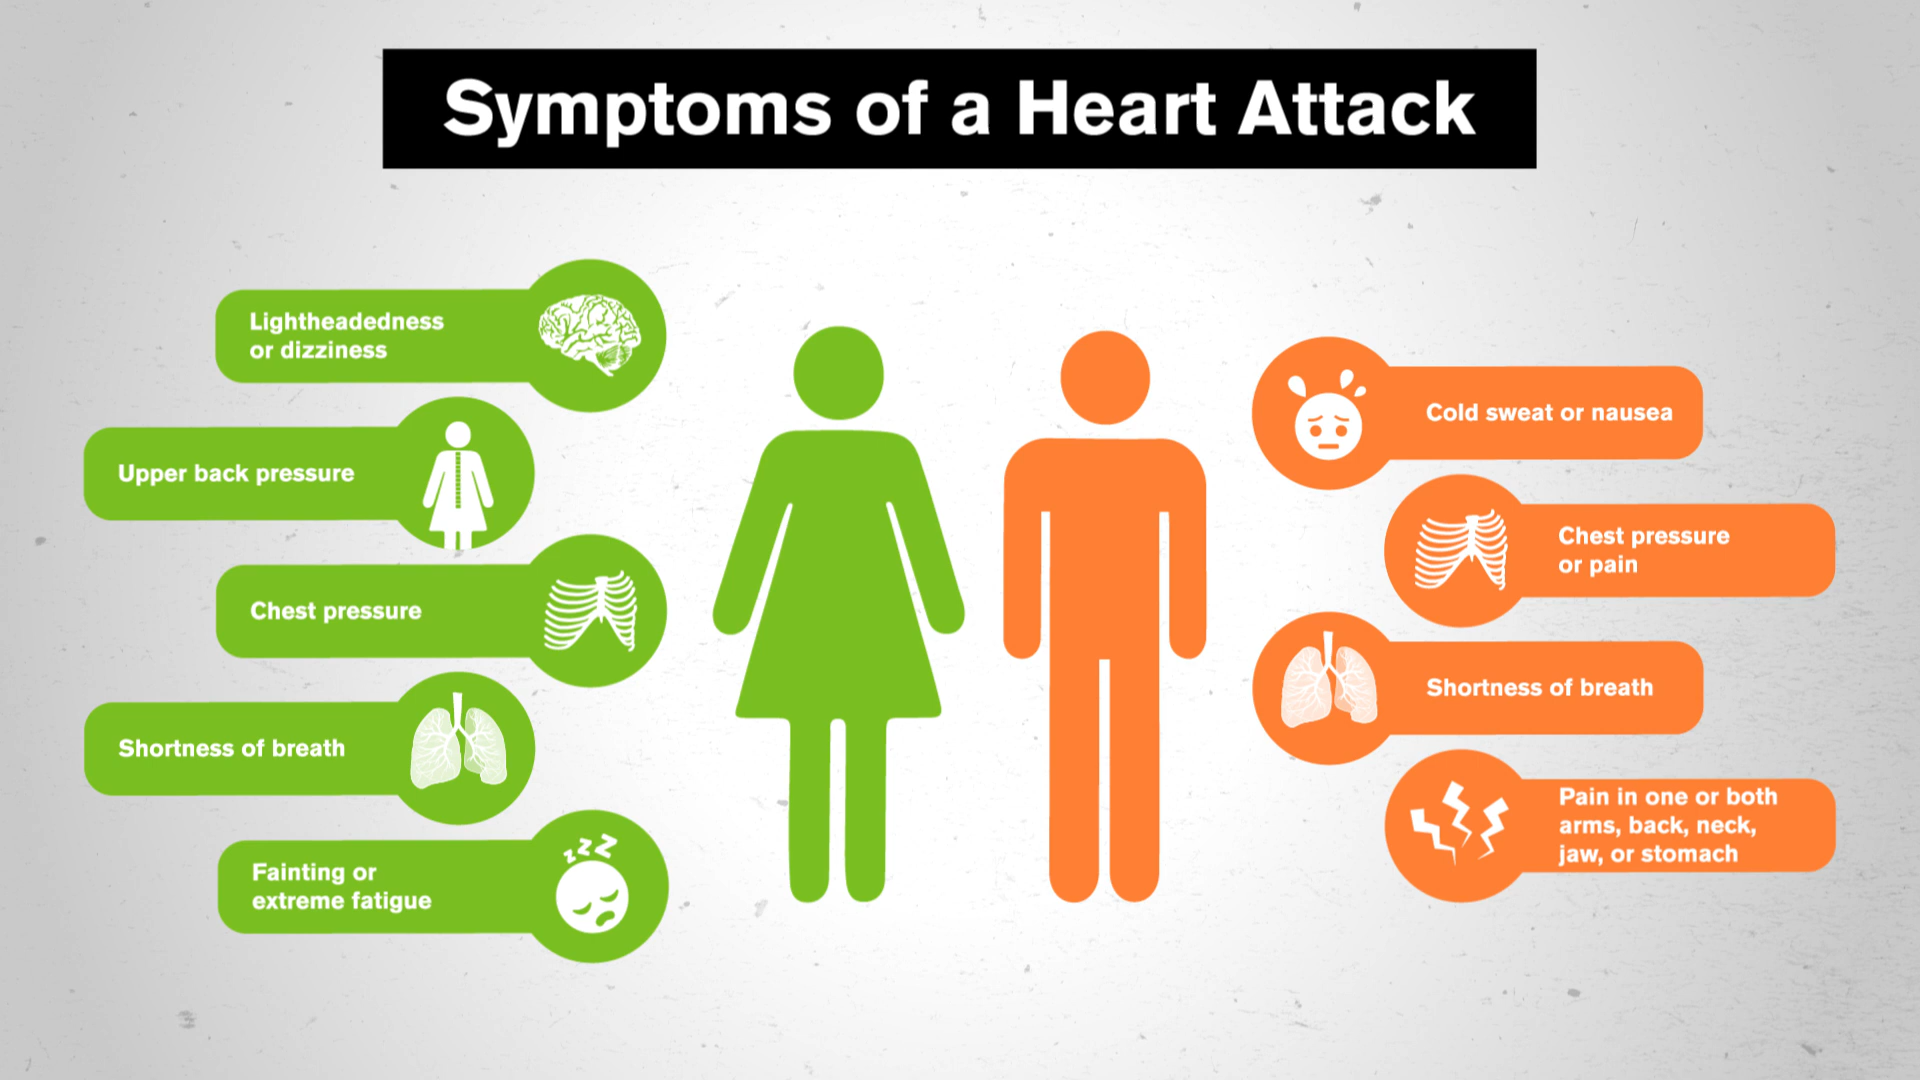 Symptoms of a Heart Attack
Lightheadedness
or dizziness
Upper back pressure
Chest pressure
Shortness of breath
Fainting or
extreme fatigue
zzZ
Cold sweat or nausea
Chest pressure
or pain
Shortness of breath
Pain in one or both
arms, back, neck,
jaw, or stomach